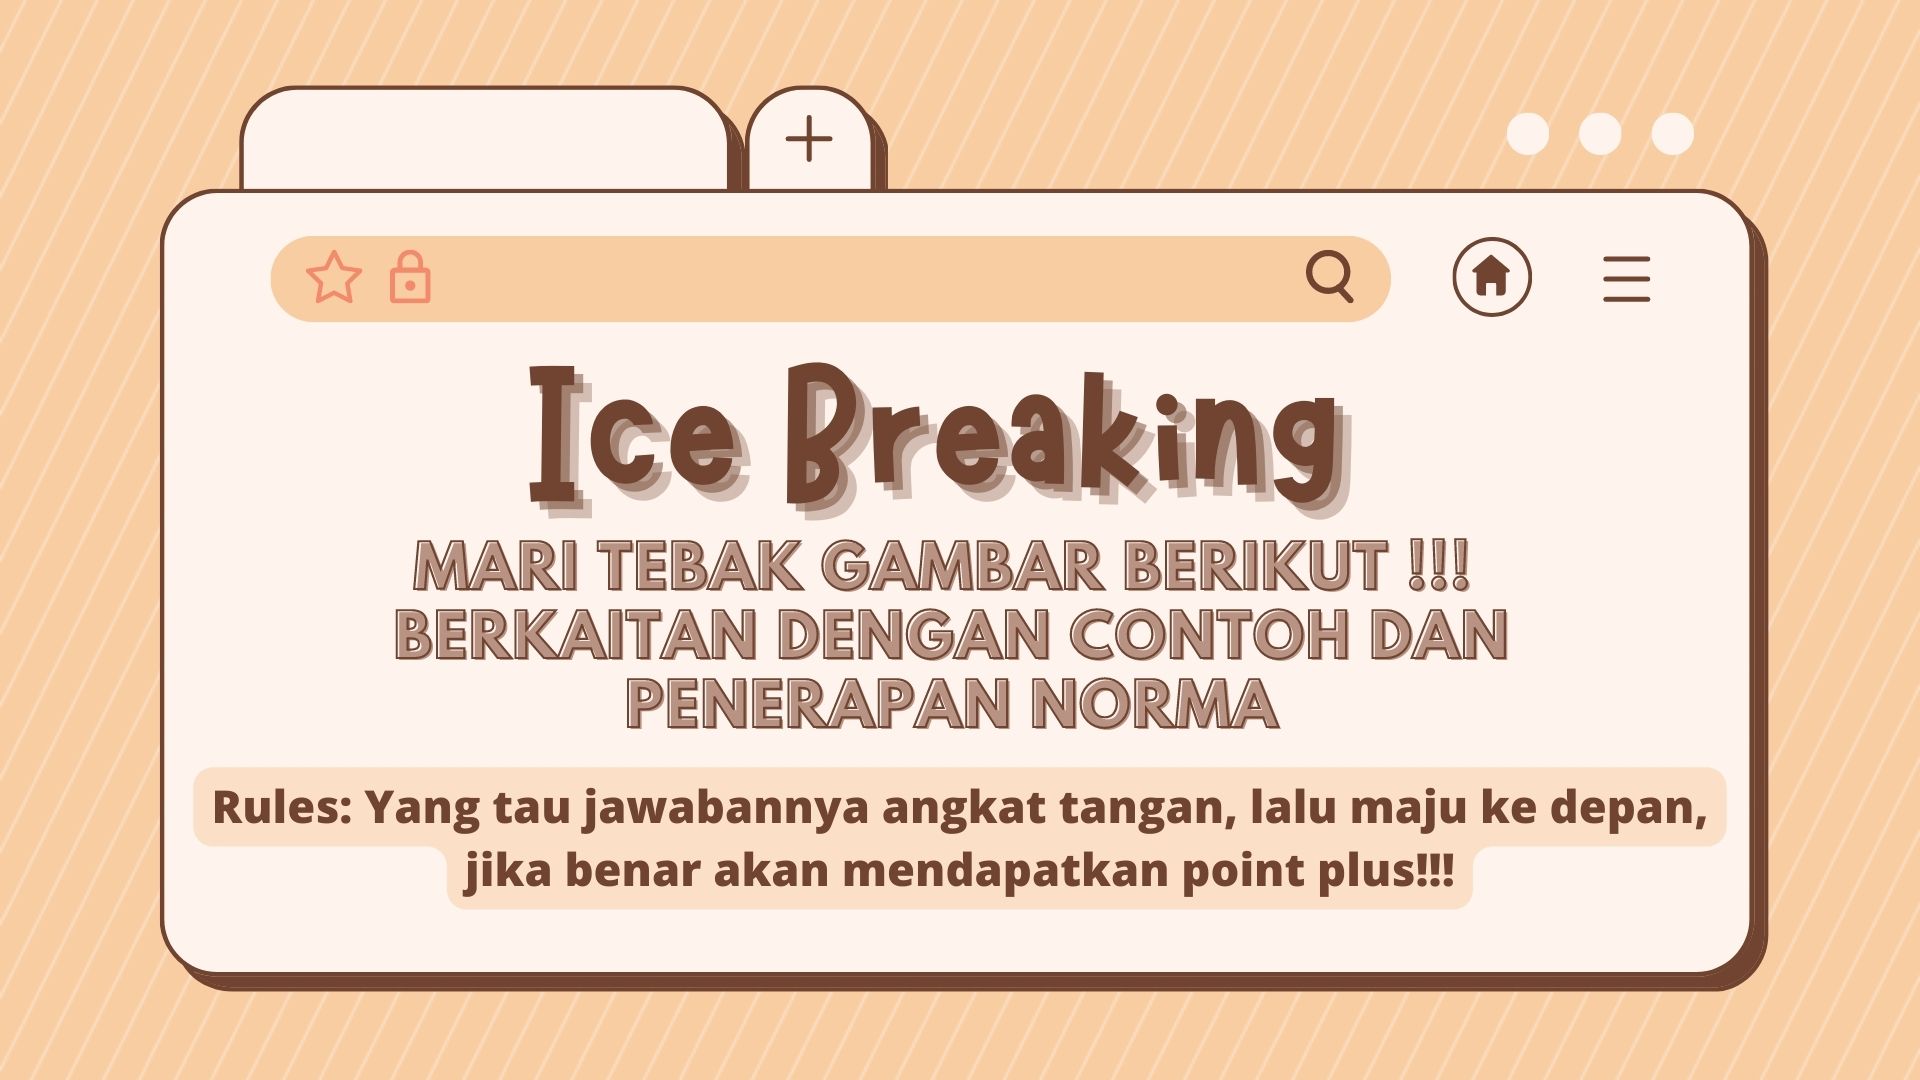 Ice Breaking
MARI TEBAK GAMBAR BERIKUT !!!
BERKAITAN DENGAN CONTOH DAN
PENERAPAN NORMA
Rules: Yang tau jawabannya angkat tangan, lalu maju ke depan,
jika benar akan mendapatkan point plus!!!